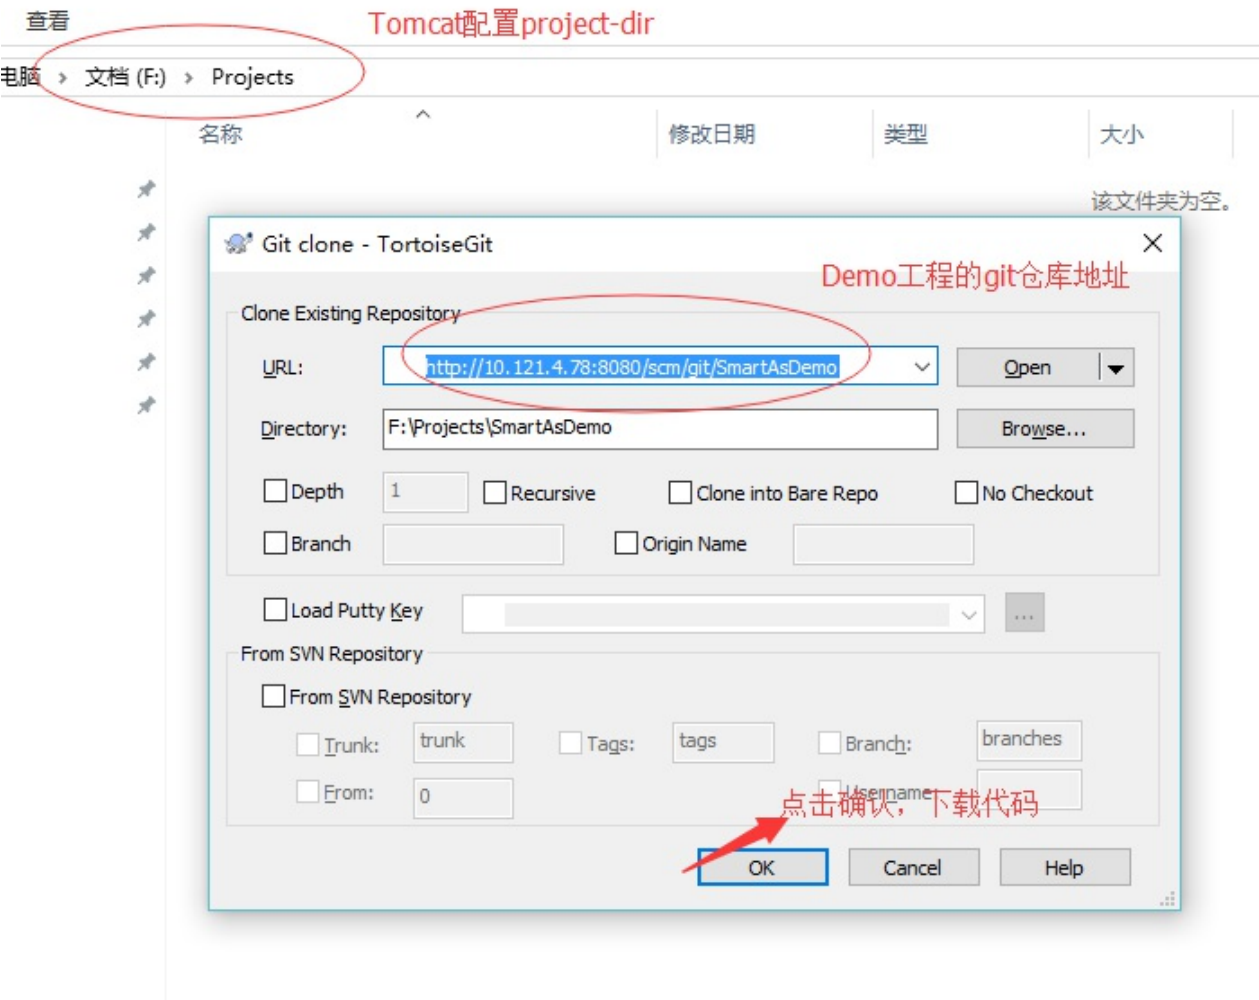 查看
Tomcat配置project-dir
电脑 › 文档 (F:) › Projects
名称 修改日期 类型 大小
该文件夹为空。
Git clone - TortoiseGit
Demo工程的git仓库地址
Clone Existing Repository
URL: http://10.121.4.78:8080/scm/git/SmartAsDemo Open
Directory: F:\Projects\SmartAsDemo Browse...
Depth 1 Recursive Clone into Bare Repo No Checkout
Branch Origin Name
Load Putty Key ...
From SVN Repository
From SVN Repository
Trunk: trunk Tags: tags Branch: branches
From: 0 Username
点击确认，下载代码
OK Cancel Help